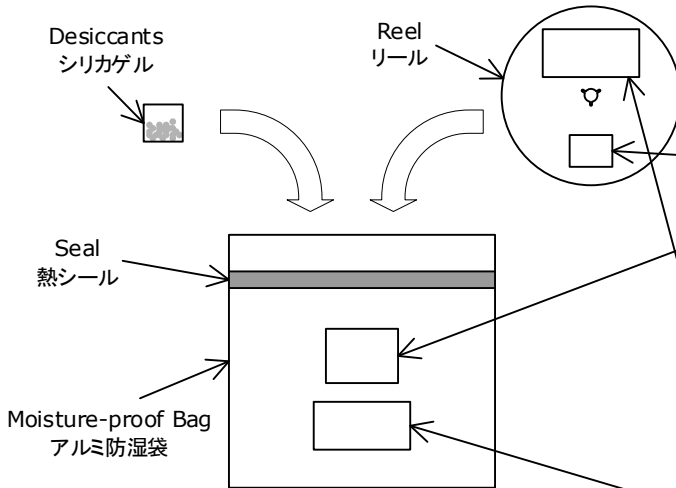 Desiccants
シリカゲル
Reel
リール
Seal
熱シール
Moisture-proof Bag
アルミ防湿袋